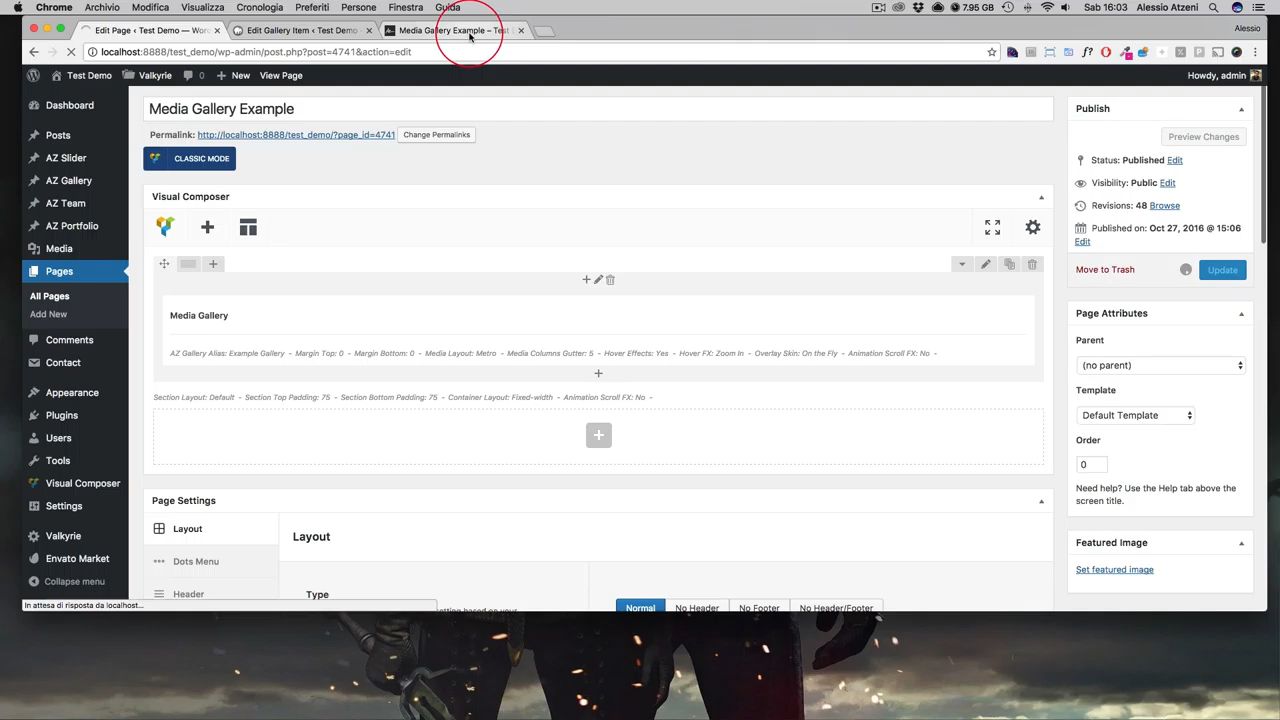 Chrome Archivio Modifica Visualizza Cronologia Preferiti Persone Finestra Guida 7.95 GB Sab 16:03 Alessio Atzeni
Edit Page ‹ Test Demo — Wor Edit Gallery Item ‹ Test Demo Media Gallery Example – Test Alessio
localhost:8888/test_demo/wp-admin/post.php?post=4741&action=edit
Test Demo Valkyrie 0 New View Page Howdy, admin
Dashboard
Posts
AZ Slider
AZ Gallery
AZ Team
AZ Portfolio
Media
Pages
All Pages
Add New
Comments
Contact
Appearance
Plugins
Users
Tools
Visual Composer
Settings
Valkyrie
Envato Market
Collapse menu
Media Gallery Example
Permalink: http://localhost:8888/test_demo/?page_id=4741 Change Permalinks
CLASSIC MODE
Visual Composer
Media Gallery
AZ Gallery Alias: Example Gallery - Margin Top: 0 - Margin Bottom: 0 - Media Layout: Metro - Media Columns Gutter: 5 - Hover Effects: Yes - Hover FX: Zoom In - Overlay Skin: On the Fly - Animation Scroll FX: No -
Section Layout: Default - Section Top Padding: 75 - Section Bottom Padding: 75 - Container Layout: Fixed-width - Animation Scroll FX: No -
Page Settings
Layout
Dots Menu
Header
Layout
Type
setting based on your
Normal No Header No Footer No Header/Footer
Publish
Preview Changes
Status: Published Edit
Visibility: Public Edit
Revisions: 48 Browse
Published on: Oct 27, 2016 @ 15:06
Edit
Move to Trash Update
Page Attributes
Parent
(no parent)
Template
Default Template
Order
0
Need help? Use the Help tab above the
screen title.
Featured Image
Set featured image
In attesa di risposta da localhost...